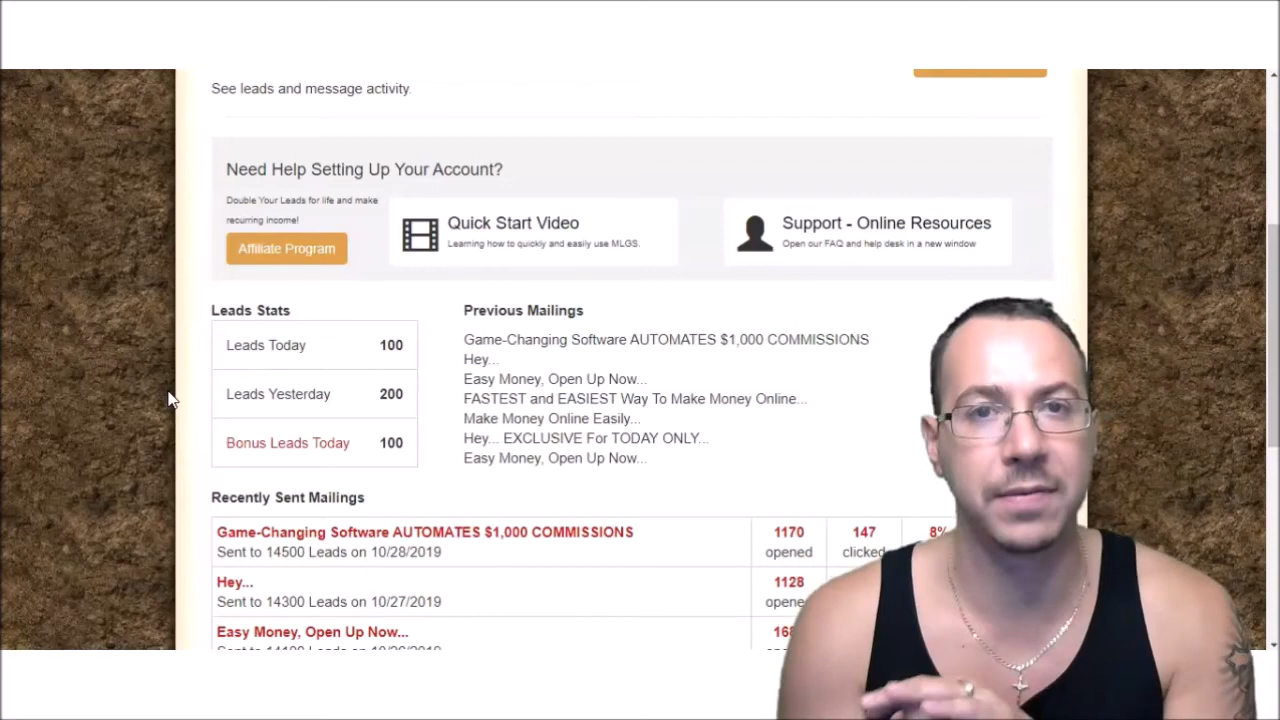 See leads and message activity.
Need Help Setting Up Your Account?
Double Your Leads for life and make
recurring income!
Affiliate Program
Quick Start Video
Learning how to quickly and easily use MLGS.
Support - Online Resources
Open our FAQ and help desk in a new window
Leads Stats
Leads Today 100
Leads Yesterday 200
Bonus Leads Today 100
Previous Mailings
Game-Changing Software AUTOMATES $1,000 COMMISSIONS
Hey...
Easy Money, Open Up Now...
FASTEST and EASIEST Way To Make Money Online...
Make Money Online Easily...
Hey... EXCLUSIVE For TODAY ONLY...
Easy Money, Open Up Now...
Recently Sent Mailings
Game-Changing Software AUTOMATES $1,000 COMMISSIONS 1170 147 8%
Sent to 14500 Leads on 10/28/2019 opened clicked
Hey... 1128
Sent to 14300 Leads on 10/27/2019
Easy Money, Open Up Now...